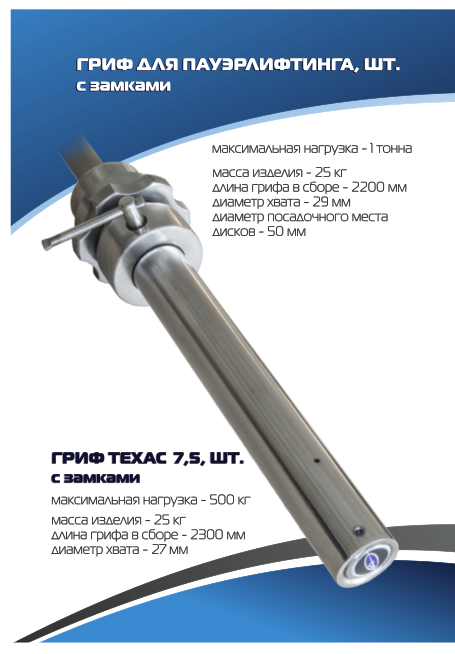 ГРИФ ДЛЯ ПАУЭРЛИФТИНГА, ШТ.
с замками
максимальная нагрузка - 1 тонна
масса изделия - 25 кг
длина грифа в сборе - 2200 мм
диаметр хвата - 29 мм
диаметр посадочного места
дисков - 50 мм
ГРИФ ТЕХАС 7,5, ШТ.
с замками
максимальная нагрузка - 500 кг
масса изделия - 25 кг
длина грифа в сборе - 2300 мм
диаметр хвата - 27 мм